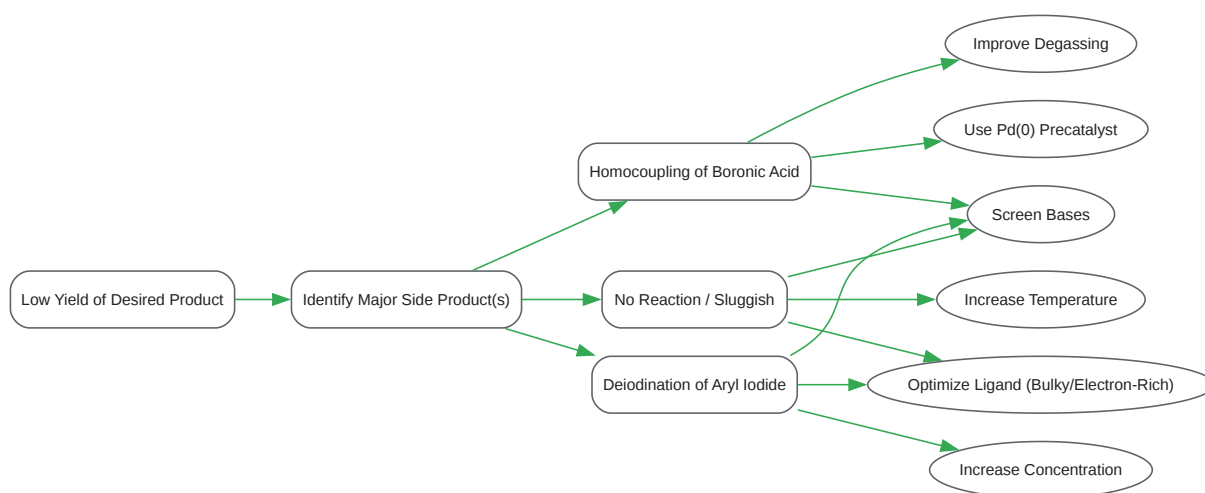 Low Yield of Desired Product
Identify Major Side Product(s)
Homocoupling of Boronic Acid
No Reaction / Sluggish
Deiodination of Aryl Iodide
Improve Degassing
Use Pd(0) Precatalyst
Screen Bases
Increase Temperature
Optimize Ligand (Bulky/Electron-Rich)
Increase Concentration